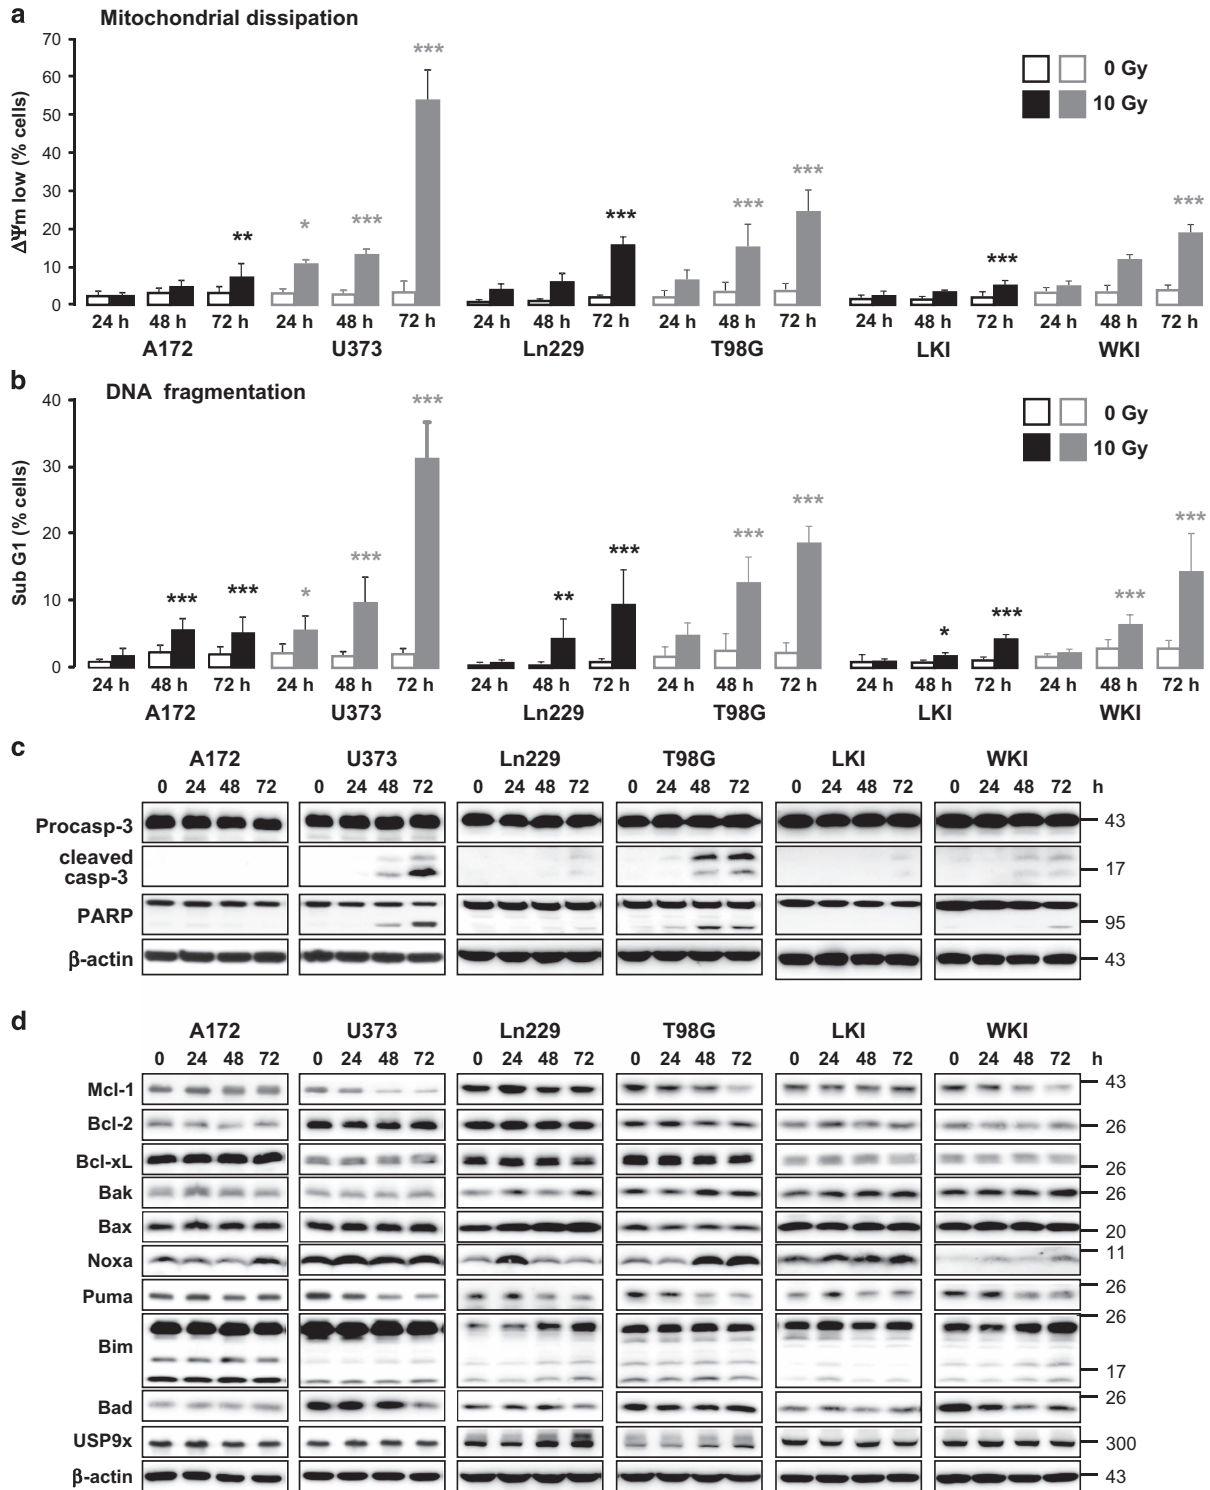 a Mitochondrial dissipation
ΔΨm low (% cells)
70
60
50
40
30
20
10
0
0 Gy
10 Gy
*** 
** * *** *** *** *** *** ***
24 h 48 h 72 h 24 h 48 h 72 h 24 h 48 h 72 h 24 h 48 h 72 h 24 h 48 h 72 h 24 h 48 h 72 h
A172 U373 Ln229 T98G LKI WKI
b DNA fragmentation
Sub G1 (% cells)
40
30
20
10
0
0 Gy
10 Gy
*** *** * *** *** ** *** *** *** * *** *** ***
24 h 48 h 72 h 24 h 48 h 72 h 24 h 48 h 72 h 24 h 48 h 72 h 24 h 48 h 72 h 24 h 48 h 72 h
A172 U373 Ln229 T98G LKI WKI
c
A172 U373 Ln229 T98G LKI WKI
0 24 48 72 0 24 48 72 0 24 48 72 0 24 48 72 0 24 48 72 0 24 48 72 h
Procasp-3 43
cleaved
casp-3 17
PARP 95
β-actin 43
d
A172 U373 Ln229 T98G LKI WKI
0 24 48 72 0 24 48 72 0 24 48 72 0 24 48 72 0 24 48 72 0 24 48 72 h
Mcl-1 43
Bcl-2 26
Bcl-xL 26
Bak 26
Bax 20
Noxa 11
Puma 26
Bim 26
17
Bad 26
USP9x 300
β-actin 43